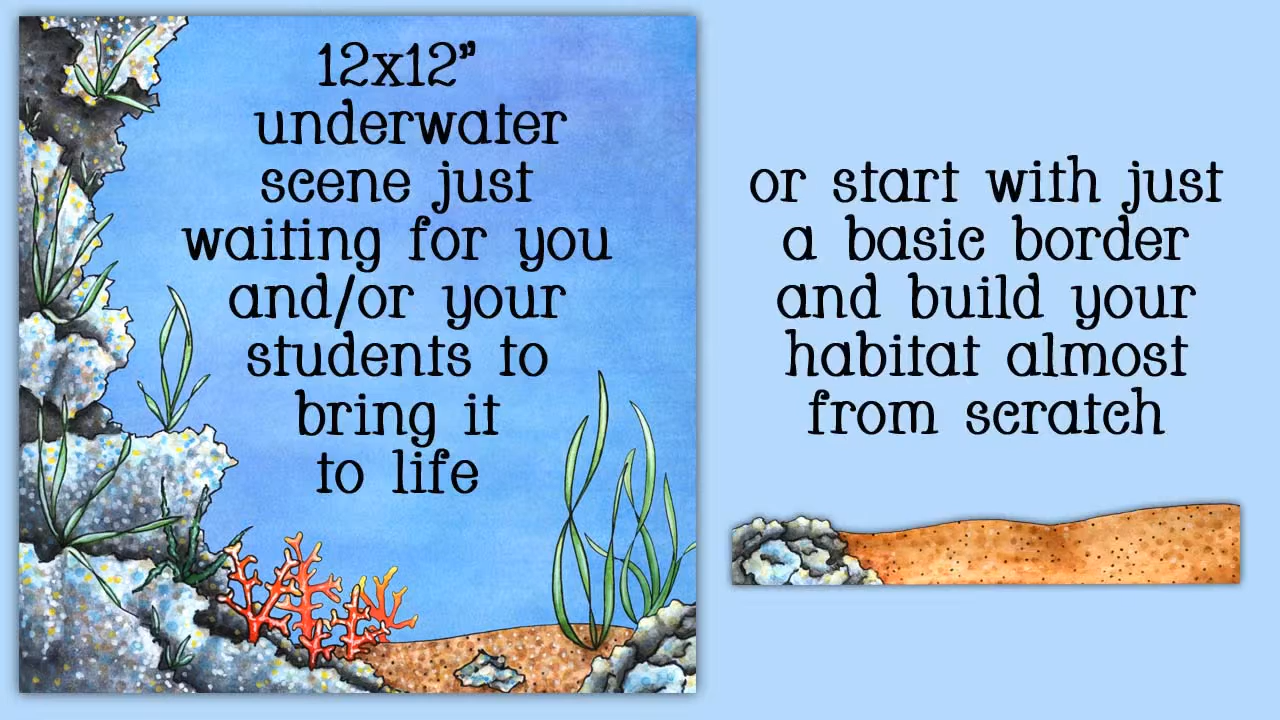 12x12”
underwater
scene just
waiting for you
and/or your
students to
bring it
to life
or start with just
a basic border
and build your
habitat almost
from scratch